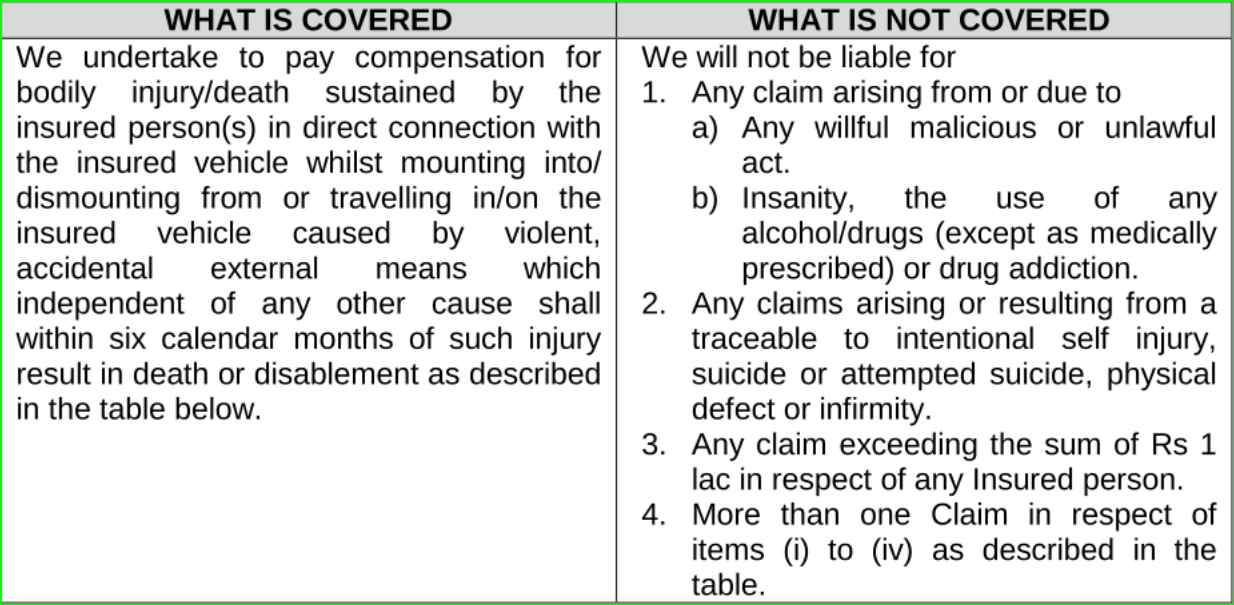 WHAT IS COVERED
We undertake to pay compensation for
bodily injury/death sustained by the
insured person(s) in direct connection with
the insured vehicle whilst mounting into/
dismounting from or travelling in/on the
insured vehicle caused by violent,
accidental external means which
independent of any other cause shall
within six calendar months of such injury
result in death or disablement as described
in the table below.
WHAT IS NOT COVERED
We will not be liable for
1. Any claim arising from or due to
a) Any willful malicious or unlawful
act.
b) Insanity, the use of any
alcohol/drugs (except as medically
prescribed) or drug addiction.
2. Any claims arising or resulting from a
traceable to intentional self injury,
suicide or attempted suicide, physical
defect or infirmity.
3. Any claim exceeding the sum of Rs 1
lac in respect of any Insured person.
4. More than one Claim in respect of
items (i) to (iv) as described in the
table.